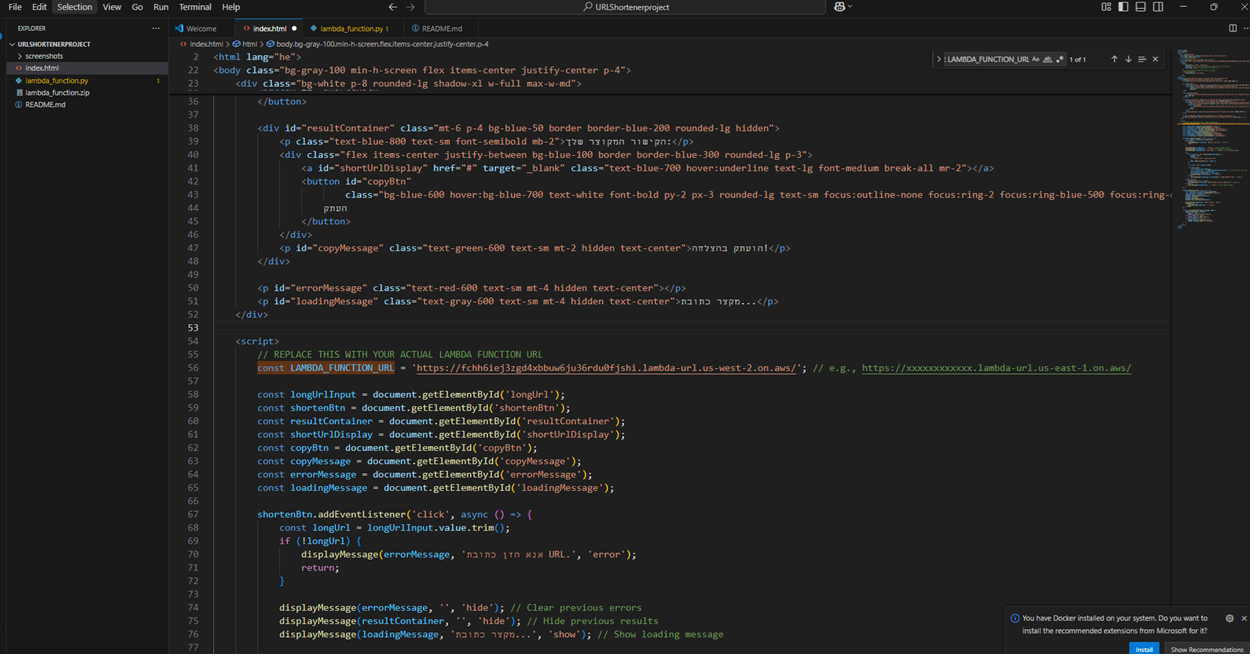 File Edit Selection View Go Run Terminal Help
URLShortenerproject
EXPLORER
URLSHORTENERPROJECT
screenshots
index.html
lambda_function.py 1
lambda_function.zip
README.md
Welcome index.html lambda_function.py 1 README.md
index.html > html > body.bg-gray-100.min-h-screen.flex.items-center.justify-center.p-4
LAMBDA_FUNCTION_URL Aa ab 1 of 1
2 <html lang="he">
22 <body class="bg-gray-100 min-h-screen flex items-center justify-center p-4">
23 <div class="bg-white p-8 rounded-lg shadow-xl w-full max-w-md">
36 </button>
37
38 <div id="resultContainer" class="mt-6 p-4 bg-blue-50 border border-blue-200 rounded-lg hidden">
39 <p class="text-blue-800 text-sm font-semibold mb-2">הקישור המקוצר שלך:</p>
40 <div class="flex items-center justify-between bg-blue-100 border border-blue-300 rounded-lg p-3">
41 <a id="shortUrlDisplay" href="#" target="_blank" class="text-blue-700 hover:underline text-lg font-medium break-all mr-2"></a>
42 <button id="copyBtn"
43 class="bg-blue-600 hover:bg-blue-700 text-white font-bold py-2 px-3 rounded-lg text-sm focus:outline-none focus:ring-2 focus:ring-blue-500 focus:ring-
44 העתק
45 </button>
46 </div>
47 <p id="copyMessage" class="text-green-600 text-sm mt-2 hidden text-center">הועתק בהצלחה!</p>
48 </div>
49
50 <p id="errorMessage" class="text-red-600 text-sm mt-4 hidden text-center"></p>
51 <p id="loadingMessage" class="text-gray-600 text-sm mt-4 hidden text-center">מקצר כתובת...</p>
52 </div>
53
54 <script>
55 // REPLACE THIS WITH YOUR ACTUAL LAMBDA FUNCTION URL
56 const LAMBDA_FUNCTION_URL = 'https://fchh6iej3zgd4xbbuw6ju36rdu0fjshi.lambda-url.us-west-2.on.aws/'; // e.g., https://xxxxxxxxxxxx.lambda-url.us-east-1.on.aws/
57
58 const longUrlInput = document.getElementById('longUrl');
59 const shortenBtn = document.getElementById('shortenBtn');
60 const resultContainer = document.getElementById('resultContainer');
61 const shortUrlDisplay = document.getElementById('shortUrlDisplay');
62 const copyBtn = document.getElementById('copyBtn');
63 const copyMessage = document.getElementById('copyMessage');
64 const errorMessage = document.getElementById('errorMessage');
65 const loadingMessage = document.getElementById('loadingMessage');
66
67 shortenBtn.addEventListener('click', async () => {
68 const longUrl = longUrlInput.value.trim();
69 if (!longUrl) {
70 displayMessage(errorMessage, 'אנא הזן כתובת URL.', 'error');
71 return;
72 }
73
74 displayMessage(errorMessage, '', 'hide'); // Clear previous errors
75 displayMessage(resultContainer, '', 'hide'); // Hide previous results
76 displayMessage(loadingMessage, 'מקצר כתובת...', 'show'); // Show loading message
77
You have Docker installed on your system. Do you want to
install the recommended extensions from Microsoft for it?
Install Show Recommendations